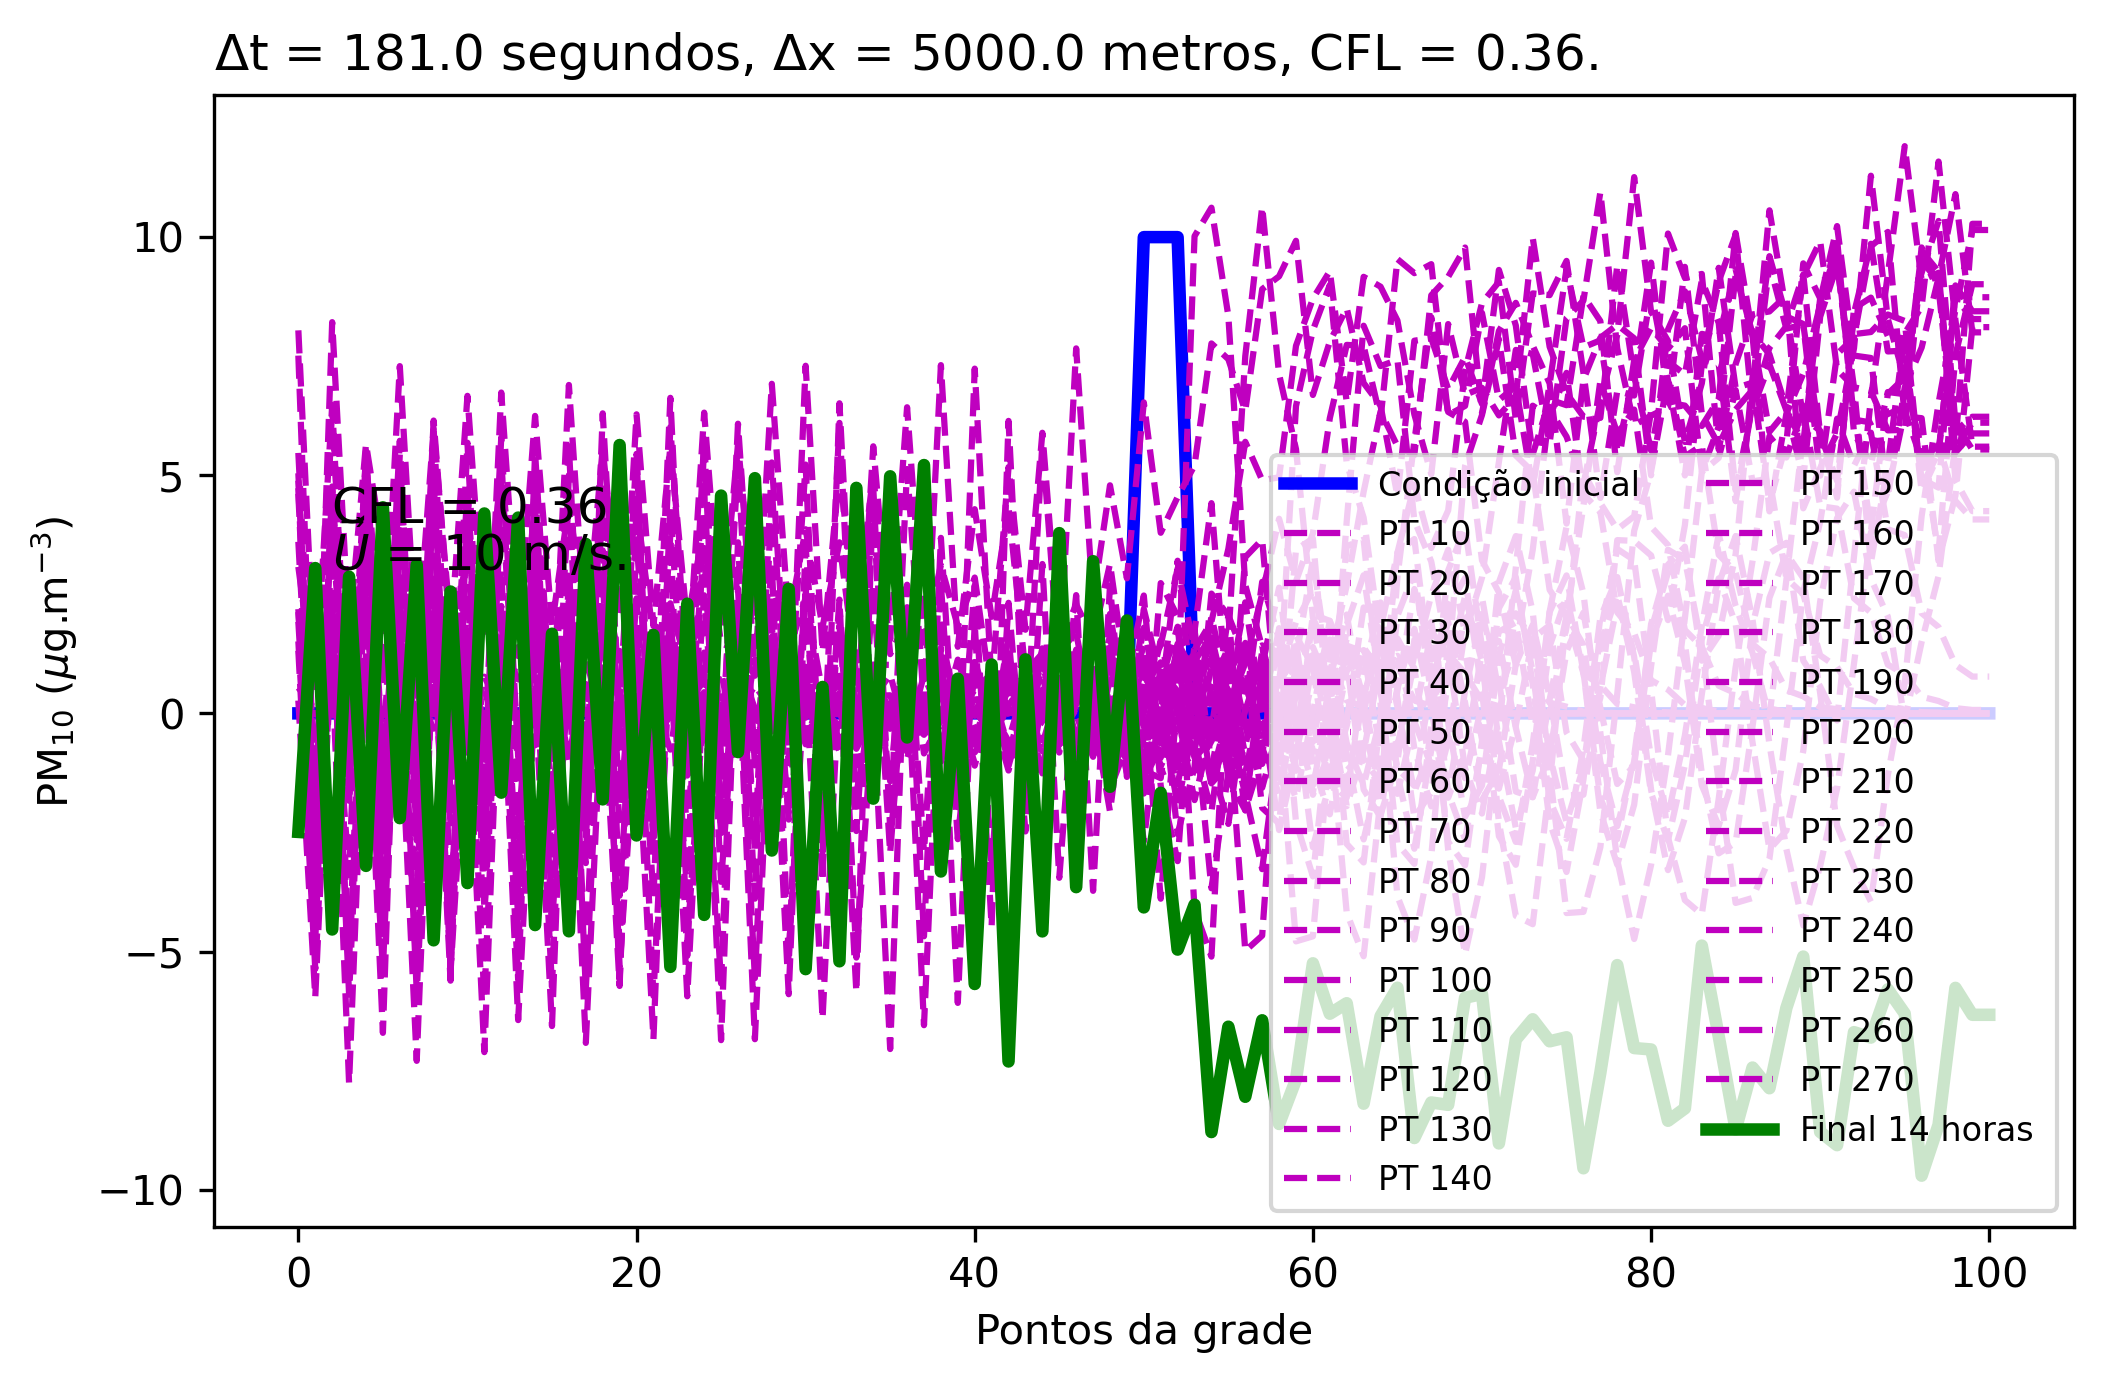 Δt = 181.0 segundos, Δx = 5000.0 metros, CFL = 0.36.
10
5
0
−5
−10
PM₁₀ (μg.m⁻³)
CFL = 0.36
U = 10 m/s.
Condição inicial
PT 10
PT 20
PT 30
PT 40
PT 50
PT 60
PT 70
PT 80
PT 90
PT 100
PT 110
PT 120
PT 130
PT 140
PT 150
PT 160
PT 170
PT 180
PT 190
PT 200
PT 210
PT 220
PT 230
PT 240
PT 250
PT 260
PT 270
Final 14 horas
0 20 40 60 80 100
Pontos da grade